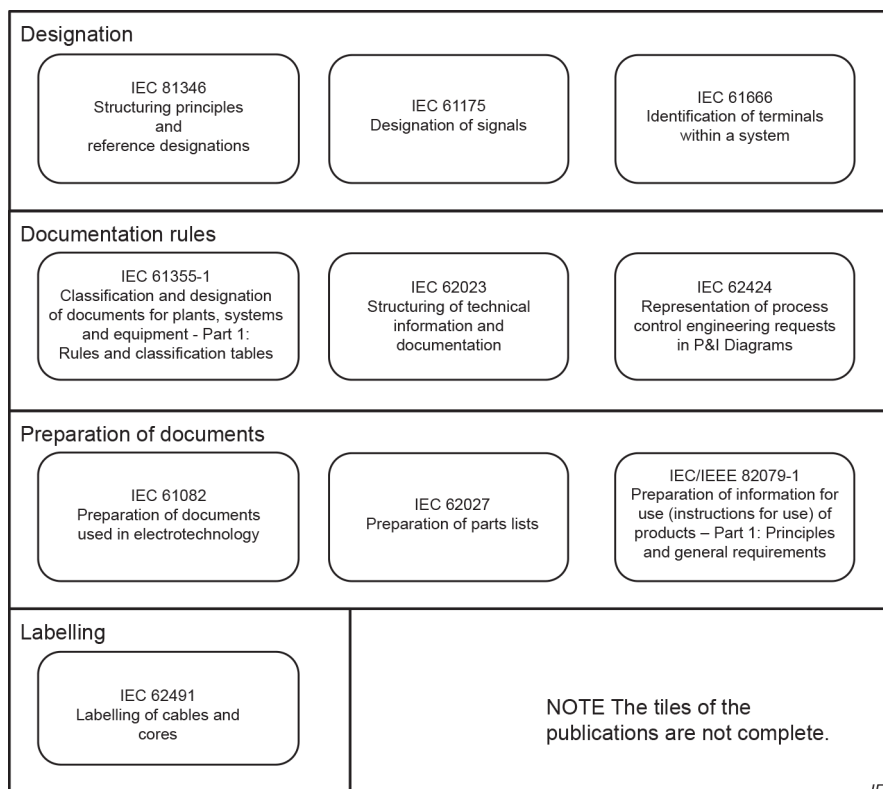 Designation
IEC 81346
Structuring principles
and
reference designations
IEC 61175
Designation of signals
IEC 61666
Identification of terminals
within a system
Documentation rules
IEC 61355-1
Classification and designation
of documents for plants, systems
and equipment - Part 1:
Rules and classification tables
IEC 62023
Structuring of technical
information and
documentation
IEC 62424
Representation of process
control engineering requests
in P&I Diagrams
Preparation of documents
IEC 61082
Preparation of documents
used in electrotechnology
IEC 62027
Preparation of parts lists
IEC/IEEE 82079-1
Preparation of information for
use (instructions for use) of
products – Part 1: Principles
and general requirements
Labelling
IEC 62491
Labelling of cables and
cores
NOTE The tiles of the
publications are not complete.